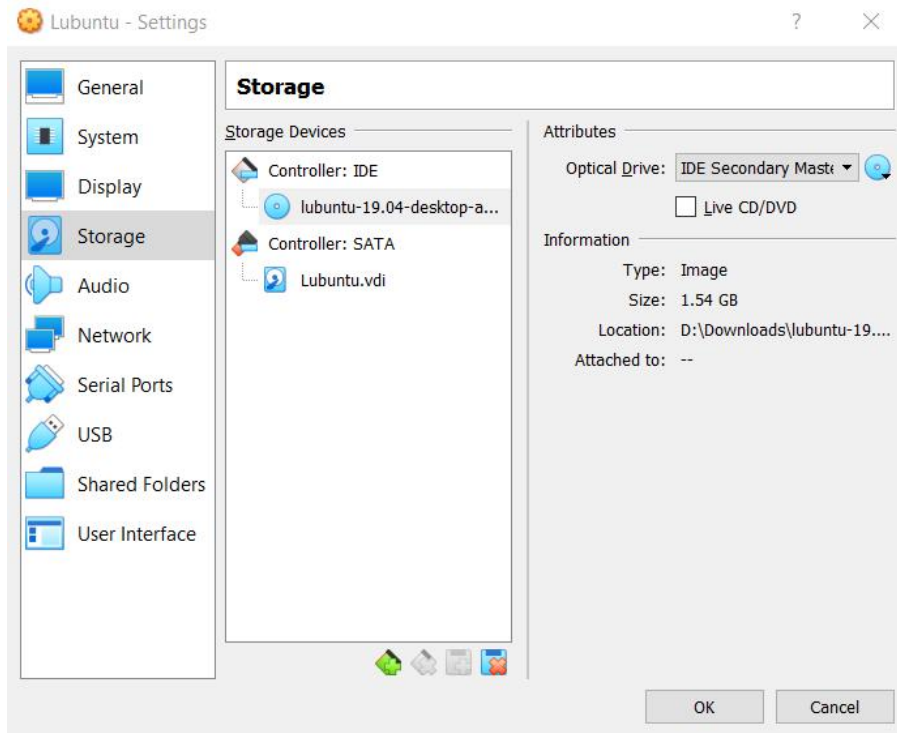 Lubuntu - Settings
?
General
System
Display
Storage
Audio
Network
Serial Ports
USB
Shared Folders
User Interface
Storage
Storage Devices
Controller: IDE
lubuntu-19.04-desktop-a...
Controller: SATA
Lubuntu.vdi
Attributes
Optical Drive: IDE Secondary Maste
Live CD/DVD
Information
Type: Image
Size: 1.54 GB
Location: D:\Downloads\lubuntu-19....
Attached to: --
OK
Cancel